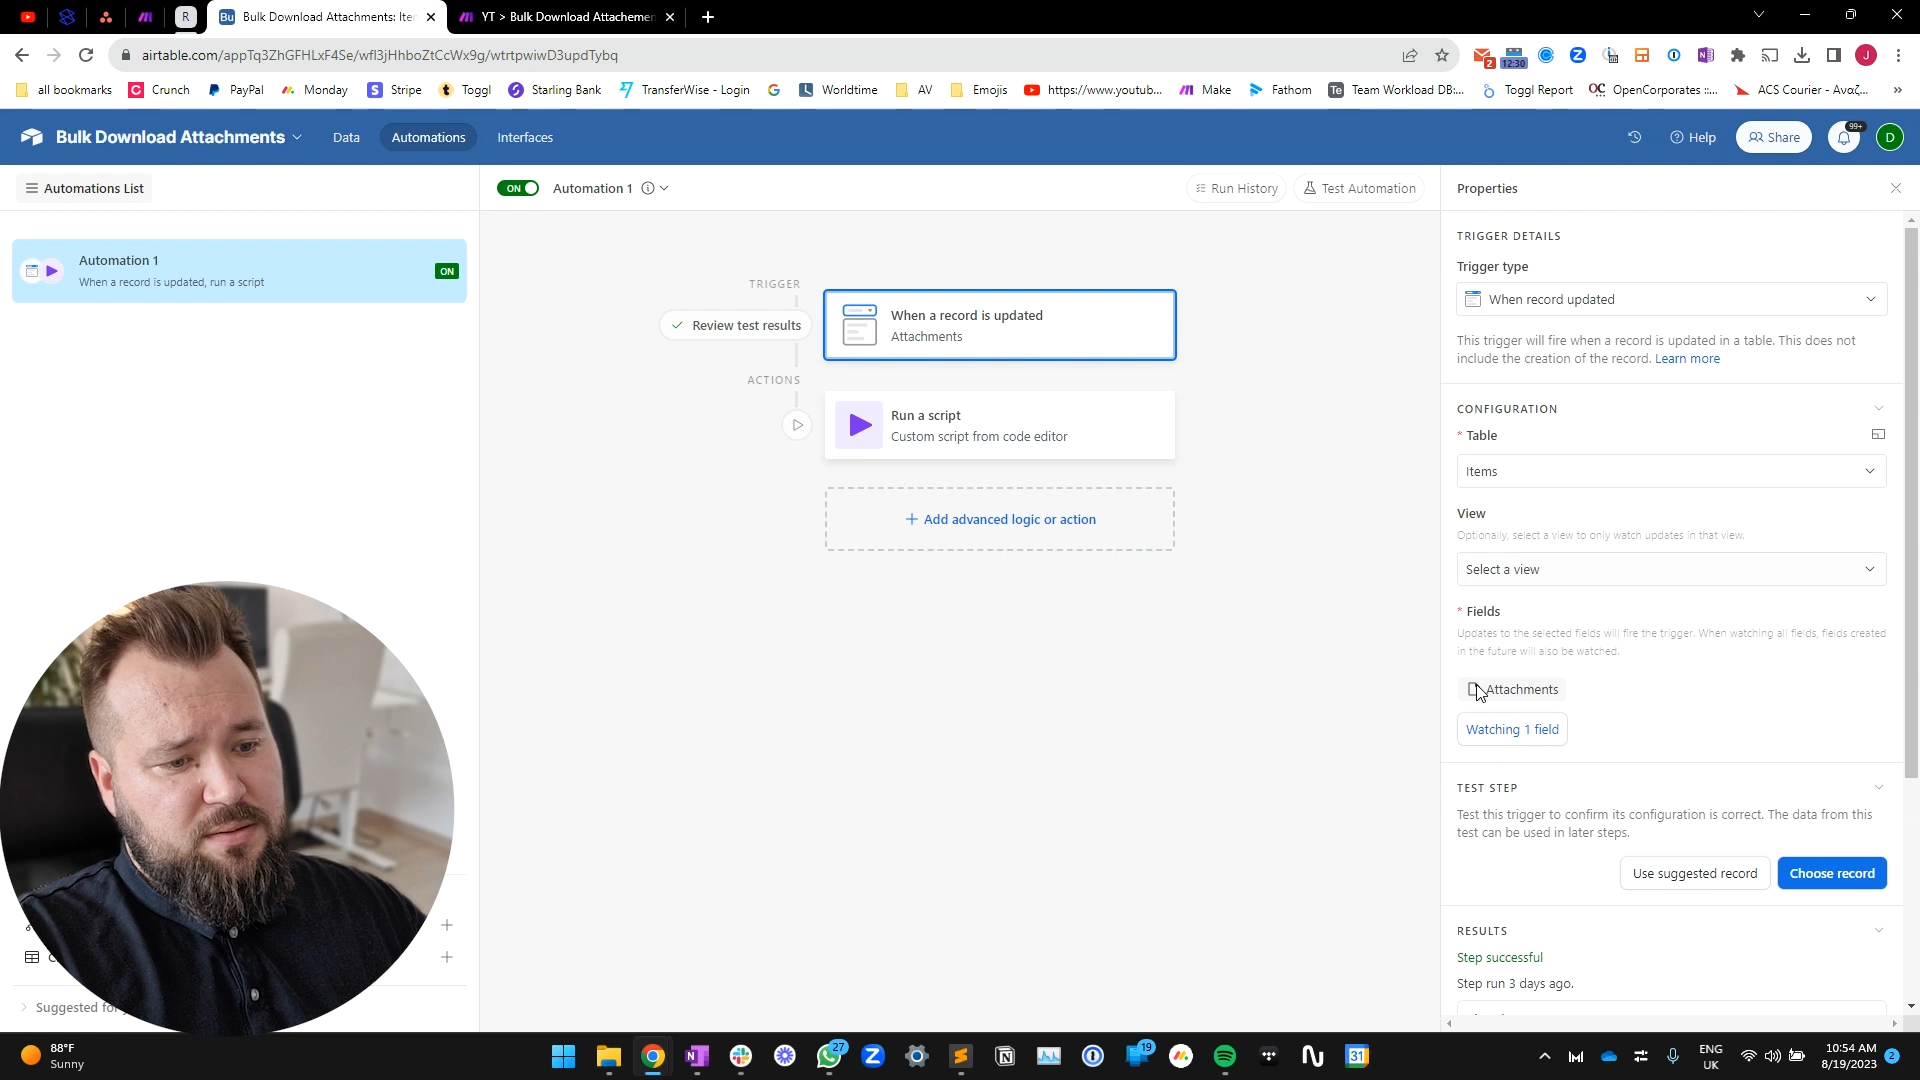 R
Bu Bulk Download Attachments: Iter
YT > Bulk Download Attachemen
airtable.com/appTq3ZhGFHLxF4Se/wfl3jHhboZtCcWx9g/wtrtpwiwD3updTybq
2
12:30
J
all bookmarks
Crunch
PayPal
Monday
Stripe
Toggl
Starling Bank
TransferWise - Login
Worldtime
AV
Emojis
https://www.youtub...
Make
Fathom
Te Team Workload DB:...
Toggl Report
OC OpenCorporates ::...
ACS Courier - Αναζ...
Bulk Download Attachments
Data
Automations
Interfaces
Help
Share
99+
D
Automations List
ON
Automation 1
Run History
Test Automation
Properties
Automation 1
When a record is updated, run a script
ON
TRIGGER
Review test results
When a record is updated
Attachments
ACTIONS
Run a script
Custom script from code editor
+ Add advanced logic or action
TRIGGER DETAILS
Trigger type
When record updated
This trigger will fire when a record is updated in a table. This does not
include the creation of the record. Learn more
CONFIGURATION
* Table
Items
View
Optionally, select a view to only watch updates in that view.
Select a view
* Fields
Updates to the selected fields will fire the trigger. When watching all fields, fields created
in the future will also be watched.
Attachments
Watching 1 field
TEST STEP
Test this trigger to confirm its configuration is correct. The data from this
test can be used in later steps.
Use suggested record
Choose record
RESULTS
Step successful
Step run 3 days ago.
Suggested for
88°F
Sunny
27
19
31
ENG
UK
10:54 AM
8/19/2023
2